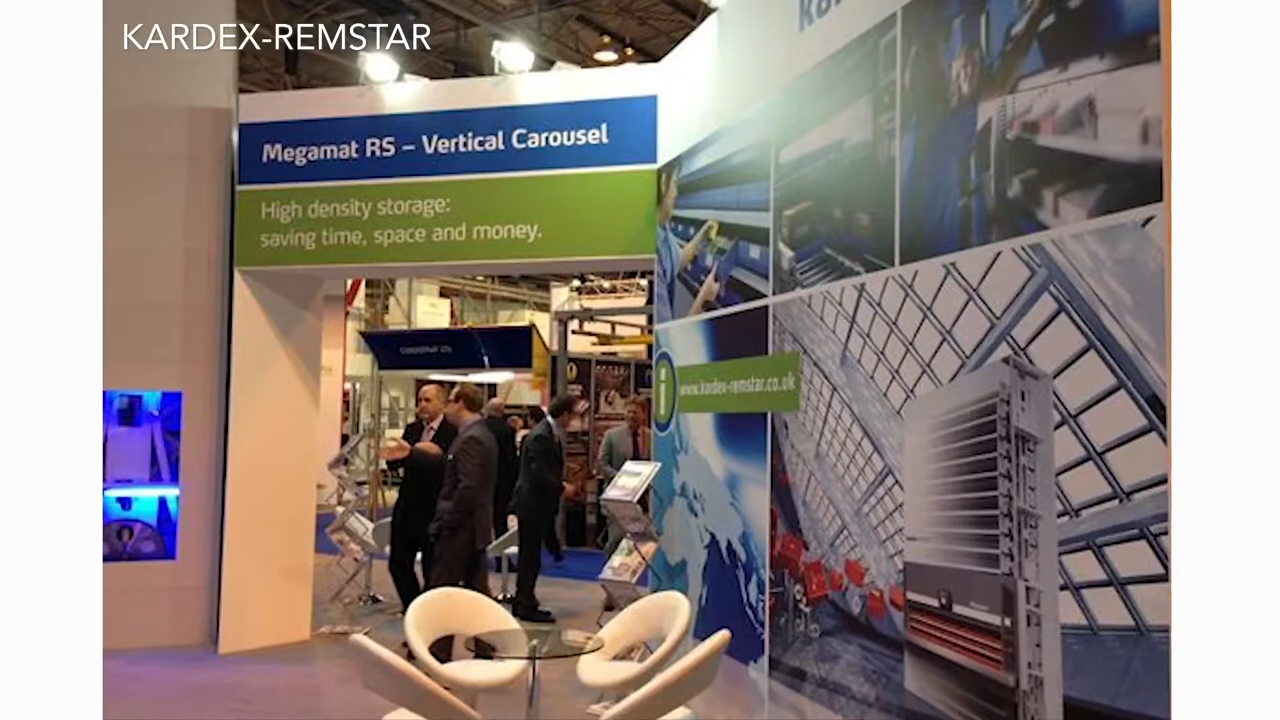 KARDEX-REMSTAR
Megamat RS – Vertical Carousel
High density storage:
saving time, space and money.
i
www.kardex-remstar.co.uk